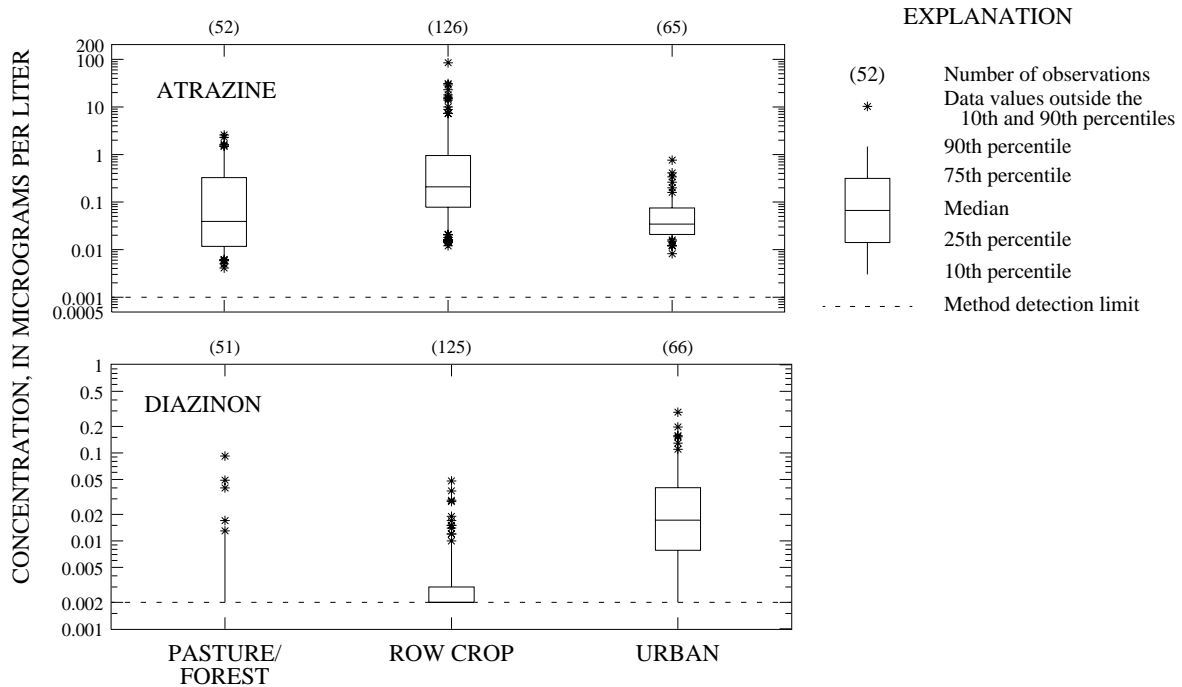 CONCENTRATION, IN MICROGRAMS PER LITER
(52) (126) (65)
200
100
10
1
0.1
0.01
0.001
0.0005
ATRAZINE
(51) (125) (66)
1
0.5
0.2
0.1
0.05
0.02
0.01
0.005
0.002
0.001
DIAZINON
PASTURE/
FOREST
ROW CROP
URBAN
EXPLANATION
(52) Number of observations
Data values outside the
10th and 90th percentiles
90th percentile
75th percentile
Median
25th percentile
10th percentile
Method detection limit